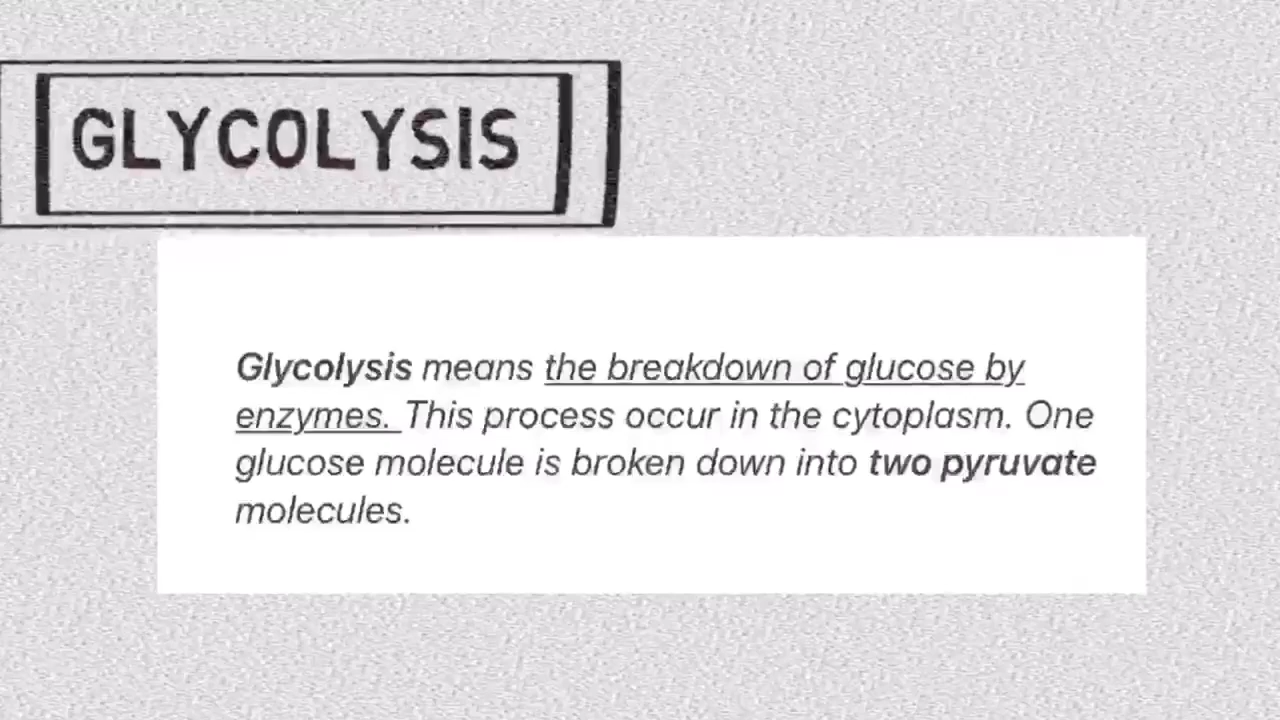 GLYCOLYSIS
Glycolysis means the breakdown of glucose by
enzymes. This process occur in the cytoplasm. One
glucose molecule is broken down into two pyruvate
molecules.